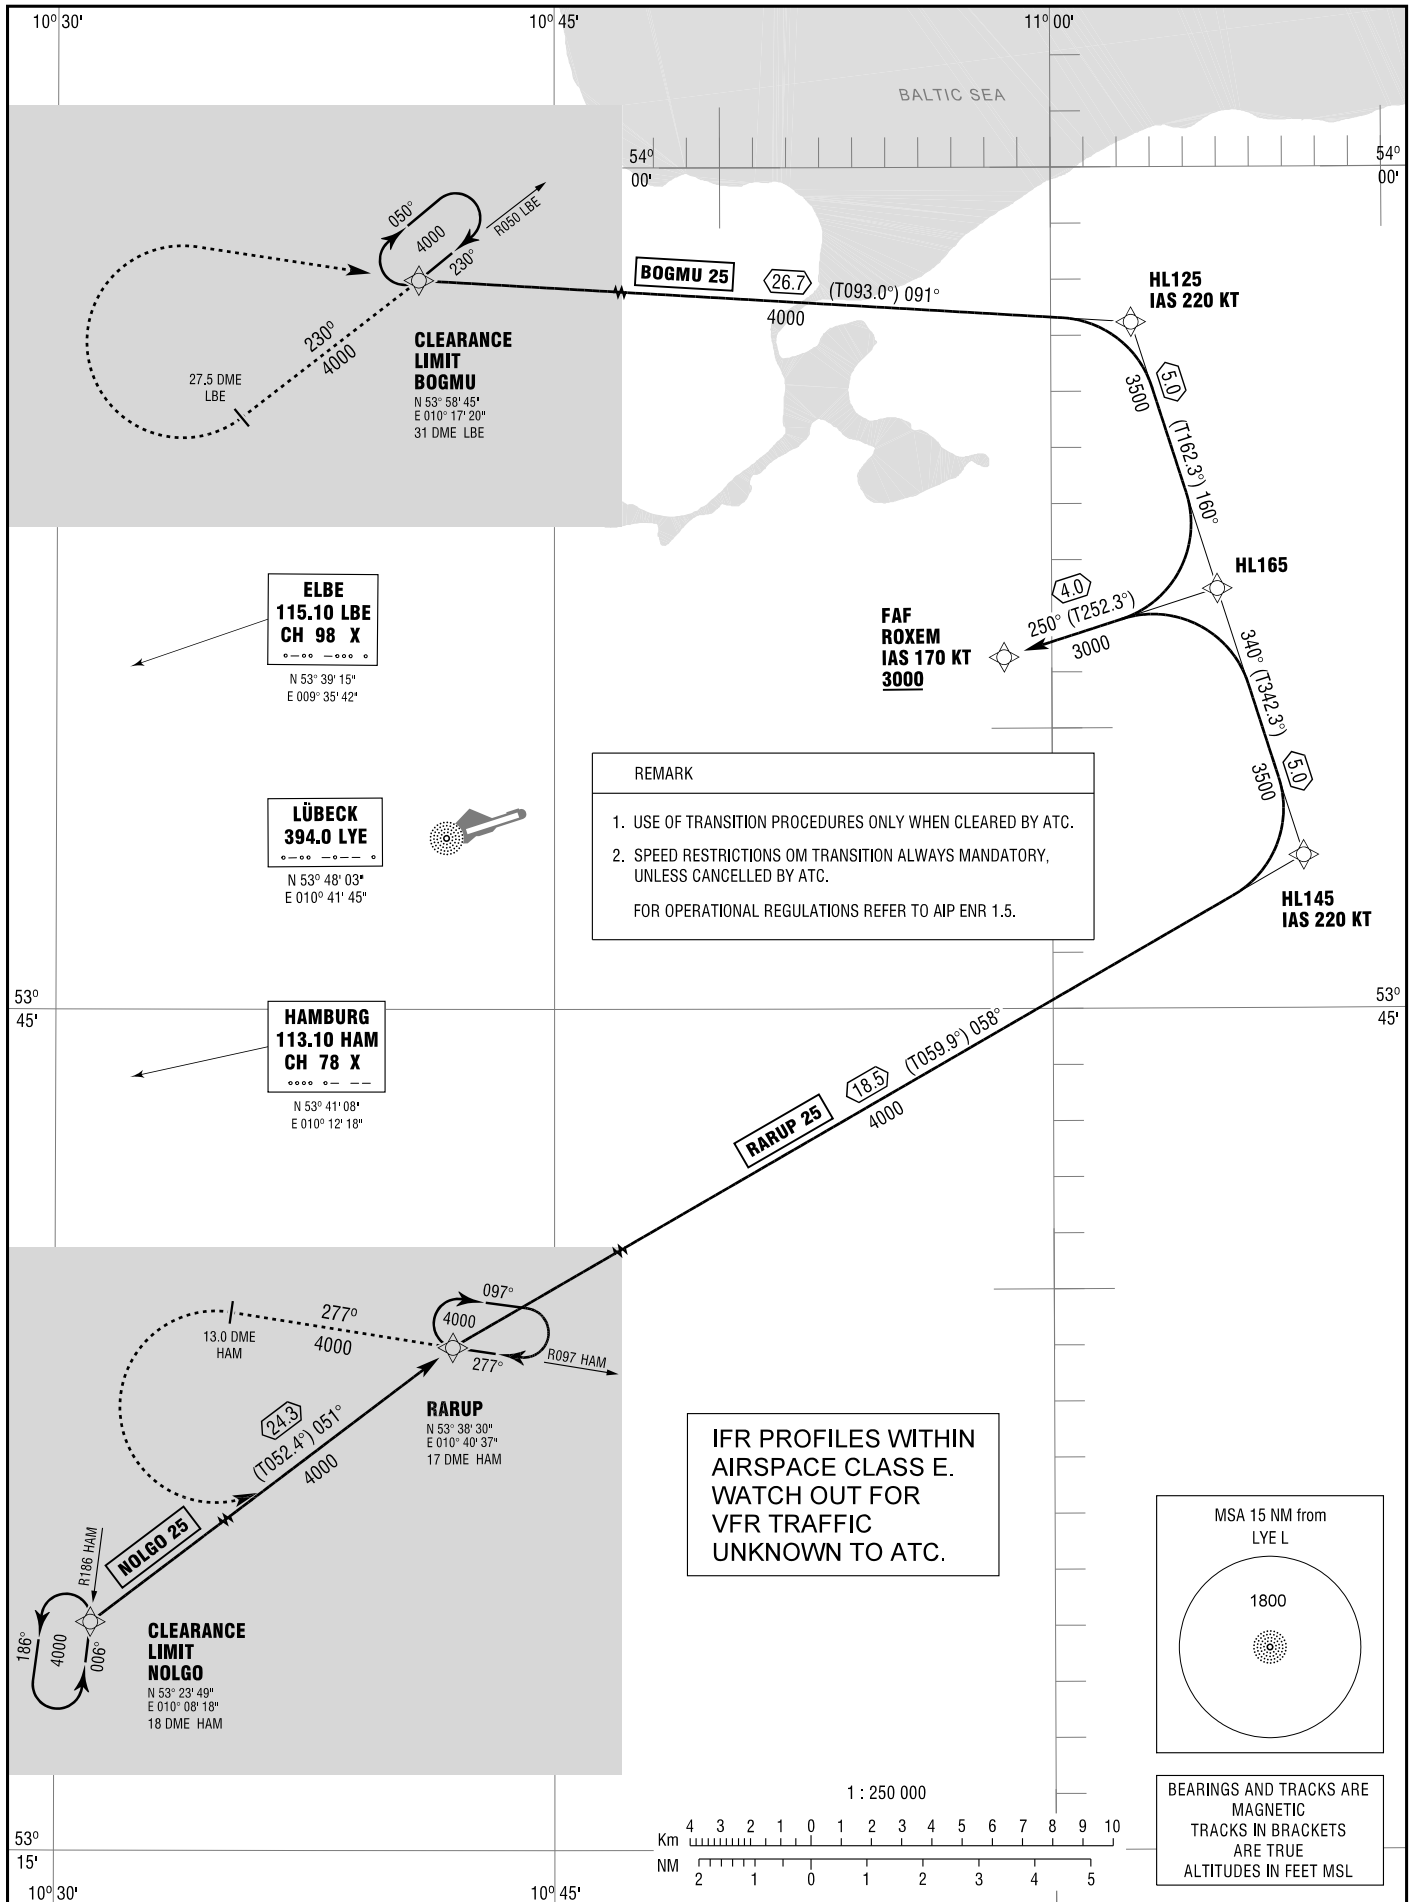 10° 30'
10° 45'
11° 00'
BALTIC SEA
54°
00'
54°
00'
050°
4000
230°
R050 LBE
BOGMU 25
26.7
(T093.0°) 091°
4000
HL125
IAS 220 KT
230°
4000
27.5 DME
LBE
CLEARANCE
LIMIT
BOGMU
N 53° 58' 45"
E 010° 17' 20"
31 DME LBE
5.0
3500
(T162.3°) 160°
HL165
4.0
250° (T252.3°)
3000
FAF
ROXEM
IAS 170 KT
3000
340° (T342.3°)
3500
5.0
ELBE
115.10 LBE
CH 98 X
N 53° 39' 15"
E 009° 35' 42"
REMARK
1. USE OF TRANSITION PROCEDURES ONLY WHEN CLEARED BY ATC.
2. SPEED RESTRICTIONS OM TRANSITION ALWAYS MANDATORY,
UNLESS CANCELLED BY ATC.
FOR OPERATIONAL REGULATIONS REFER TO AIP ENR 1.5.
LÜBECK
394.0 LYE
N 53° 48' 03"
E 010° 41' 45"
HL145
IAS 220 KT
53°
45'
53°
45'
HAMBURG
113.10 HAM
CH 78 X
N 53° 41' 08"
E 010° 12' 18"
RARUP 25
18.5
(T059.9°) 058°
4000
277°
4000
13.0 DME
HAM
097°
4000
277°
R097 HAM
RARUP
N 53° 38' 30"
E 010° 40' 37"
17 DME HAM
24.3
(T052.4°) 051°
4000
NOLGO 25
R186 HAM
186°
4000
006°
CLEARANCE
LIMIT
NOLGO
N 53° 23' 49"
E 010° 08' 18"
18 DME HAM
IFR PROFILES WITHIN
AIRSPACE CLASS E.
WATCH OUT FOR
VFR TRAFFIC
UNKNOWN TO ATC.
MSA 15 NM from
LYE L
1800
1 : 250 000
Km 4 3 2 1 0 1 2 3 4 5 6 7 8 9 10
NM 2 1 0 1 2 3 4 5
BEARINGS AND TRACKS ARE
MAGNETIC
TRACKS IN BRACKETS
ARE TRUE
ALTITUDES IN FEET MSL
53°
15'
10° 30'
10° 45'